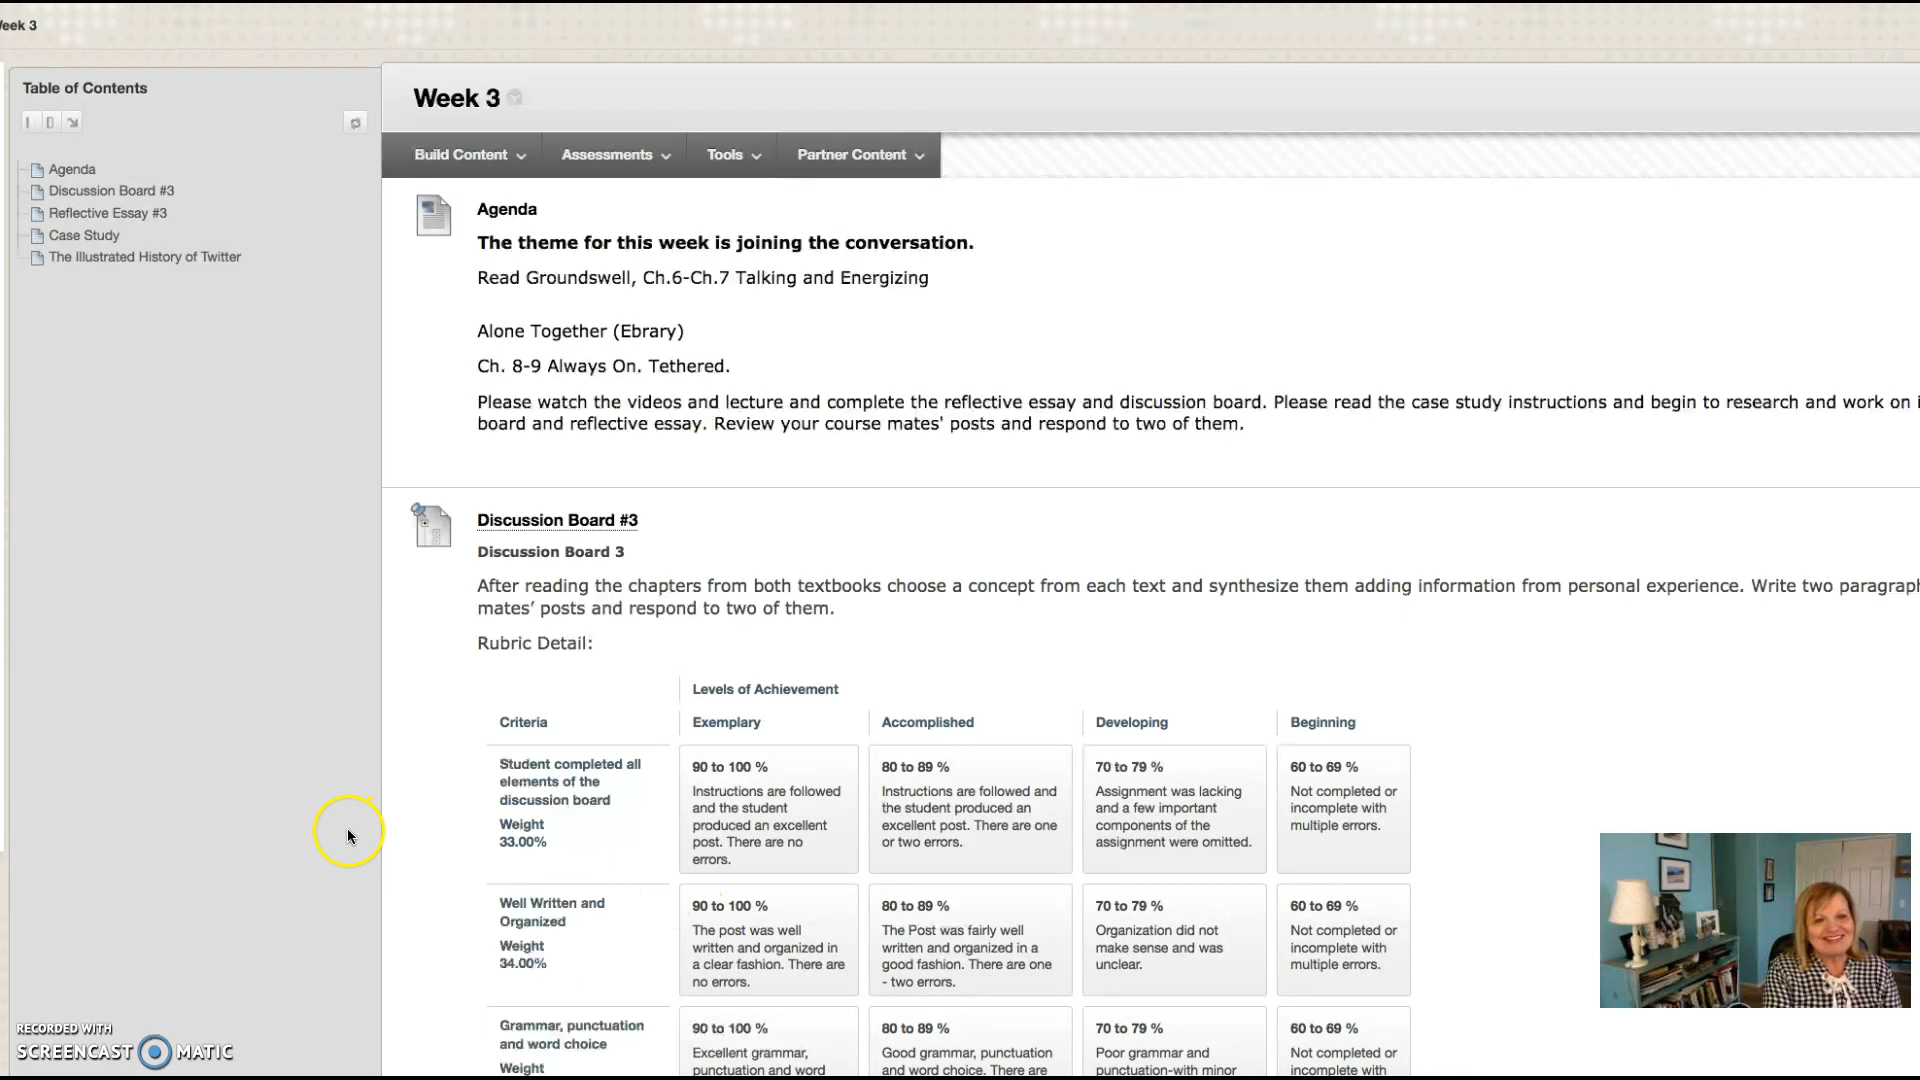 Week 3
Table of Contents
Agenda
Discussion Board #3
Reflective Essay #3
Case Study
The Illustrated History of Twitter
Week 3
Build Content
Assessments
Tools
Partner Content
Agenda
The theme for this week is joining the conversation.
Read Groundswell, Ch.6-Ch.7 Talking and Energizing
Alone Together (Ebrary)
Ch. 8-9 Always On. Tethered.
Please watch the videos and lecture and complete the reflective essay and discussion board. Please read the case study instructions and begin to research and work on
board and reflective essay. Review your course mates' posts and respond to two of them.
Discussion Board #3
Discussion Board 3
After reading the chapters from both textbooks choose a concept from each text and synthesize them adding information from personal experience. Write two paragraph
mates’ posts and respond to two of them.
Rubric Detail:
Levels of Achievement
Criteria
Exemplary
Accomplished
Developing
Beginning
Student completed all
elements of the
discussion board
Weight
33.00%
90 to 100 %
Instructions are followed
and the student
produced an excellent
post. There are no
errors.
80 to 89 %
Instructions are followed and
the student produced an
excellent post. There are one
or two errors.
70 to 79 %
Assignment was lacking
and a few important
components of the
assignment were omitted.
60 to 69 %
Not completed or
incomplete with
multiple errors.
Well Written and
Organized
Weight
34.00%
90 to 100 %
The post was well
written and organized in
a clear fashion. There are
no errors.
80 to 89 %
The Post was fairly well
written and organized in a
good fashion. There are one
- two errors.
70 to 79 %
Organization did not
make sense and was
unclear.
60 to 69 %
Not completed or
incomplete with
multiple errors.
Grammar, punctuation
and word choice
Weight
90 to 100 %
Excellent grammar,
punctuation and word
80 to 89 %
Good grammar, punctuation
and word choice. There are
70 to 79 %
Poor grammar and
punctuation-with minor
60 to 69 %
Not completed or
incomplete with
RECORDED WITH
SCREENCAST MATIC